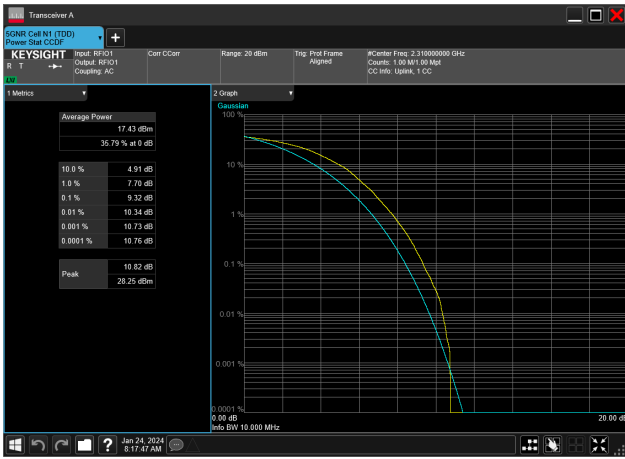 Transceiver A
5GNR Cell N1 (TDD)
Power Stat CCDF
KEYSIGHT
R T
LNI
Input: RFIO1
Output: RFIO1
Coupling: AC
Corr CCorr
Range: 20 dBm
Trig: Prot Frame
Aligned
#Center Freq: 2.310000000 GHz
Counts: 1.00 M/1.00 Mpt
CC Info: Uplink, 1 CC
1 Metrics
Average Power
17.43 dBm
35.79 % at 0 dB
10.0 % 4.91 dB
1.0 % 7.70 dB
0.1 % 9.32 dB
0.01 % 10.34 dB
0.001 % 10.73 dB
0.0001 % 10.76 dB
Peak
10.82 dB
28.25 dBm
2 Graph
Gaussian
100 %
10 %
1 %
0.1 %
0.01 %
0.001 %
0.0001 %
0.00 dB
20.00 dB
Info BW 10.000 MHz
Jan 24, 2024
8:17:47 AM